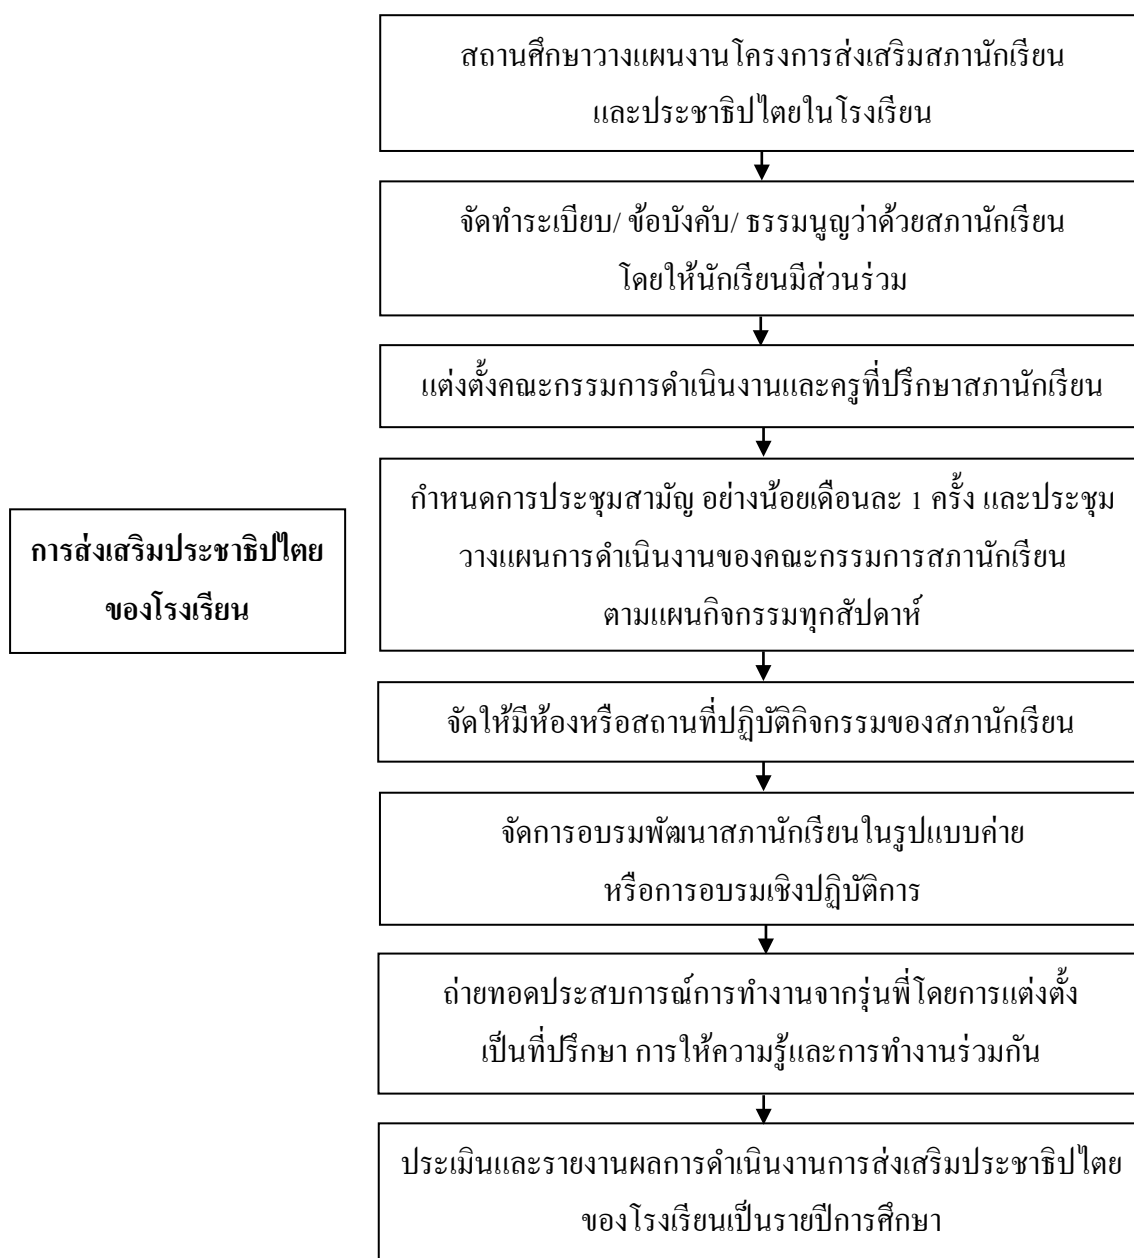 สถานศึกษาวางแผนงานโครงการส่งเสริมสภานักเรียน
และประชาธิปไตยในโรงเรียน
จัดทำระเบียบ/ ข้อบังคับ/ ธรรมนูญว่าด้วยสภานักเรียน
โดยให้นักเรียนมีส่วนร่วม
แต่งตั้งคณะกรรมการดำเนินงานและครูที่ปรึกษาสภานักเรียน
กำหนดการประชุมสามัญ อย่างน้อยเดือนละ 1 ครั้ง และประชุม
วางแผนการดำเนินงานของคณะกรรมการสภานักเรียน
ตามแผนกิจกรรมทุกสัปดาห์
การส่งเสริมประชาธิปไตย
ของโรงเรียน
จัดให้มีห้องหรือสถานที่ปฏิบัติกิจกรรมของสภานักเรียน
จัดการอบรมพัฒนาสภานักเรียนในรูปแบบค่าย
หรือการอบรมเชิงปฏิบัติการ
ถ่ายทอดประสบการณ์การทำงานจากรุ่นพี่โดยการแต่งตั้ง
เป็นที่ปรึกษา การให้ความรู้และการทำงานร่วมกัน
ประเมินและรายงานผลการดำเนินงานการส่งเสริมประชาธิปไตย
ของโรงเรียนเป็นรายปีการศึกษา